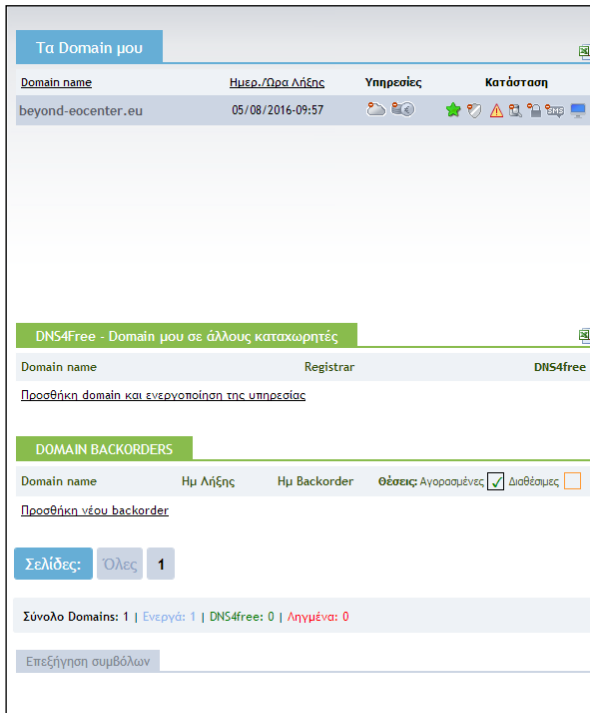 Τα Domain μου
Domain name Ημερ./Ώρα Λήξης Υπηρεσίες Κατάσταση
beyond-eocenter.eu 05/08/2016-09:57
DNS4Free - Domain μου σε άλλους καταχωρητές
Domain name Registrar DNS4free
Προσθήκη domain και ενεργοποίηση της υπηρεσίας
DOMAIN BACKORDERS
Domain name Ημ Λήξης Ημ Backorder Θέσεις: Αγορασμένες Διαθέσιμες
Προσθήκη νέου backorder
Σελίδες: Όλες 1
Σύνολο Domains: 1 | Ενεργά: 1 | DNS4free: 0 | Ληγμένα: 0
Επεξήγηση συμβόλων